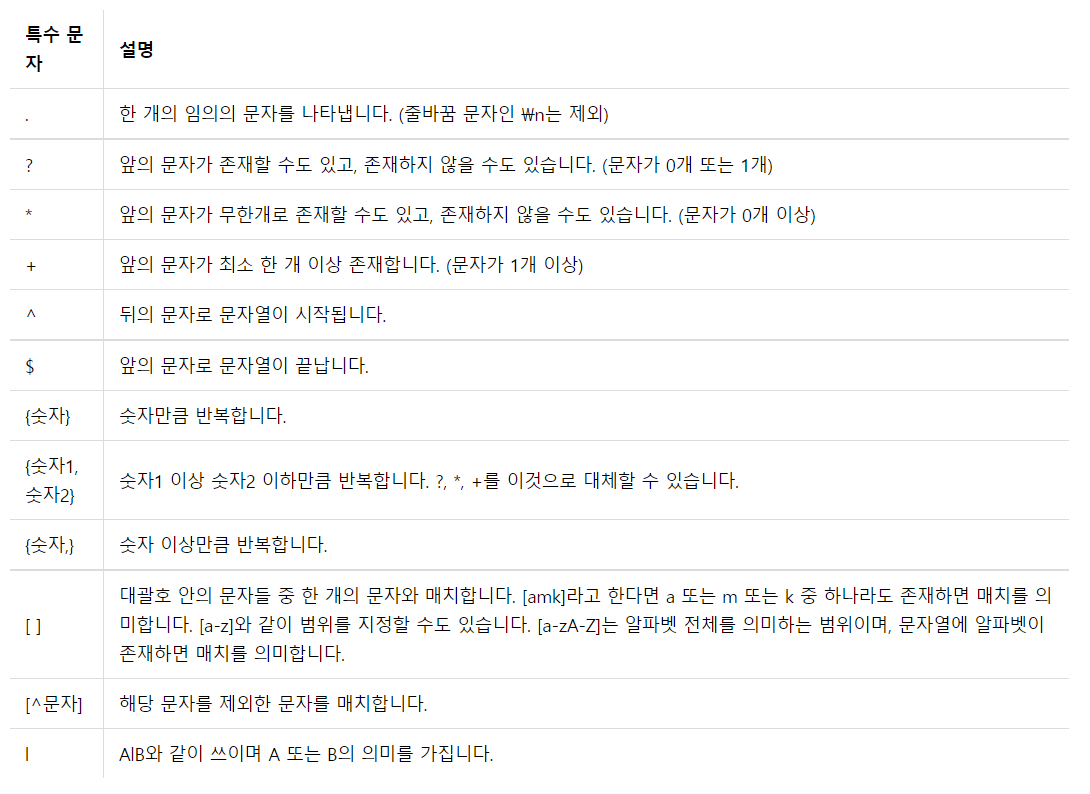 특수 문
자
설명
.
한 개의 임의의 문자를 나타냅니다. (줄바꿈 문자인 ₩n는 제외)
?
앞의 문자가 존재할 수도 있고, 존재하지 않을 수도 있습니다. (문자가 0개 또는 1개)
*
앞의 문자가 무한개로 존재할 수도 있고, 존재하지 않을 수도 있습니다. (문자가 0개 이상)
+
앞의 문자가 최소 한 개 이상 존재합니다. (문자가 1개 이상)
^
뒤의 문자로 문자열이 시작됩니다.
$
앞의 문자로 문자열이 끝납니다.
{숫자}
숫자만큼 반복합니다.
{숫자1,
숫자2}
숫자1 이상 숫자2 이하만큼 반복합니다. ?, *, +를 이것으로 대체할 수 있습니다.
{숫자,}
숫자 이상만큼 반복합니다.
[ ]
대괄호 안의 문자들 중 한 개의 문자와 매치합니다. [amk]라고 한다면 a 또는 m 또는 k 중 하나라도 존재하면 매치를 의
미합니다. [a-z]와 같이 범위를 지정할 수도 있습니다. [a-zA-Z]는 알파벳 전체를 의미하는 범위이며, 문자열에 알파벳이
존재하면 매치를 의미합니다.
[^문자]
해당 문자를 제외한 문자를 매치합니다.
l
AlB와 같이 쓰이며 A 또는 B의 의미를 가집니다.